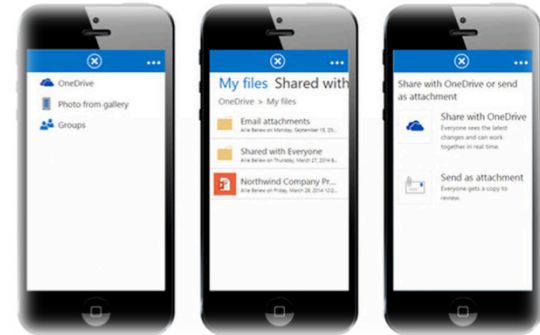 OneDrive
Photo from gallery
Groups
My files Shared with
OneDrive > My files
Email attachments
Shared with Everyone
Northwind Company Pr...
Share with OneDrive or send
as attachment
Share with OneDrive
Everyone sees the latest
changes and can work
together in real time.
Send as attachment
Everyone gets a copy to
review.